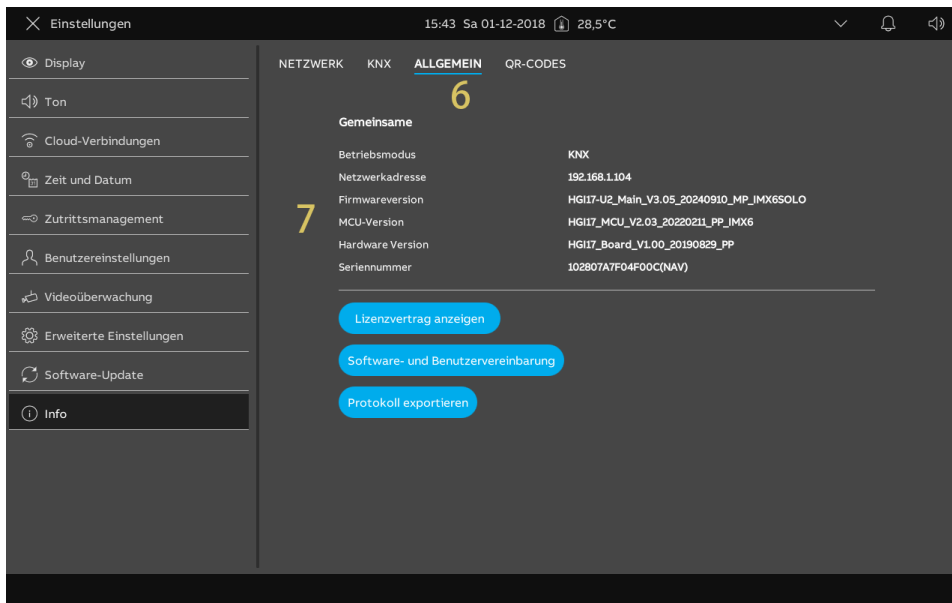 Einstellungen
15:43 Sa 01-12-2018 28,5°C
Display
Ton
Cloud-Verbindungen
Zeit und Datum
Zutrittsmanagement
Benutzereinstellungen
Videoüberwachung
Erweiterte Einstellungen
Software-Update
Info
NETZWERK KNX ALLGEMEIN QR-CODES
6
Gemeinsame
7
Betriebsmodus KNX
Netzwerkadresse 192.168.1.104
Firmwareversion HGI17-U2_Main_V3.05_20240910_MP_IMX6SOLO
MCU-Version HGI17_MCU_V2.03_20220211_PP_IMX6
Hardware Version HGI17_Board_V1.00_20190829_PP
Seriennummer 102807A7F04F00C(NAV)
Lizenzvertrag anzeigen
Software- und Benutzervereinbarung
Protokoll exportieren